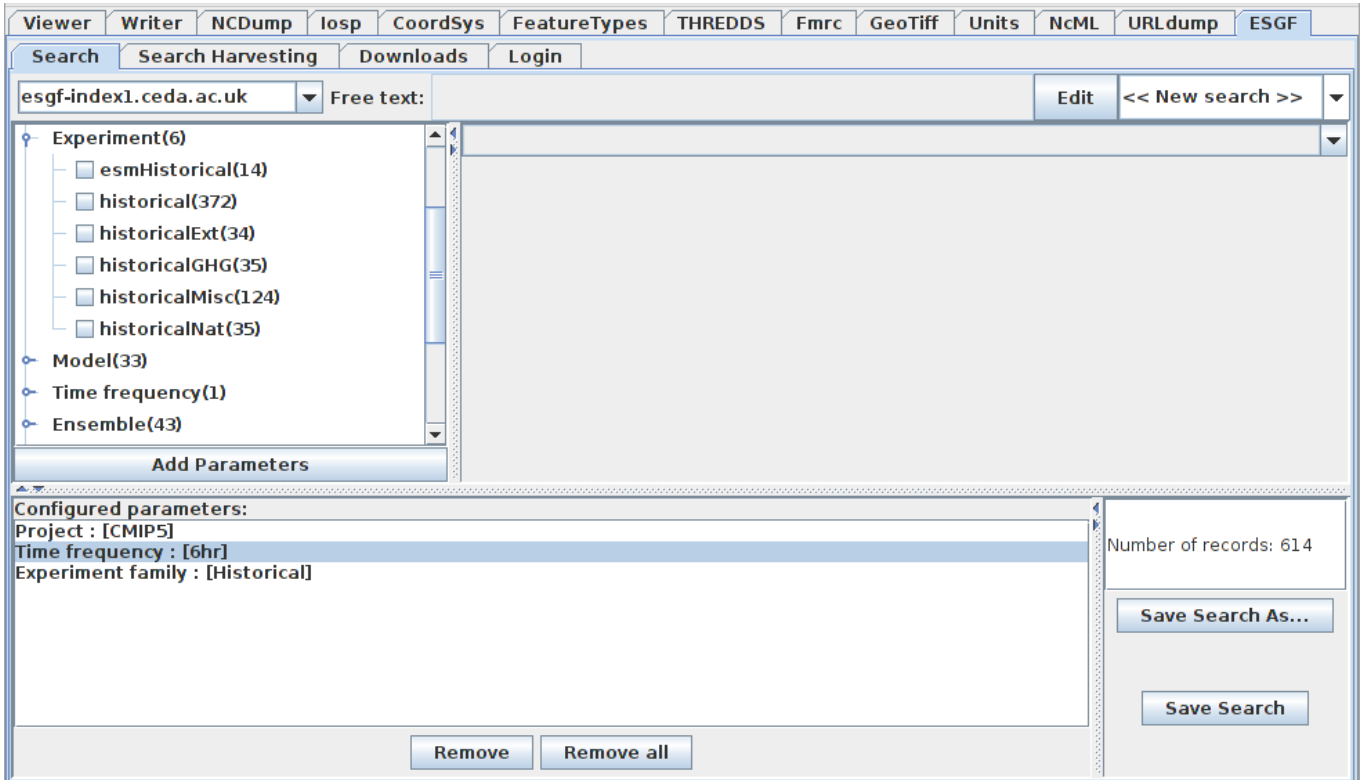 Viewer Writer NCDump Iosp CoordSys FeatureTypes THREDDS Fmrc GeoTiff Units NcML URLdump ESGF
Search Search Harvesting Downloads Login
esgf-index1.ceda.ac.uk Free text: Edit << New search >>
Experiment(6)
esmHistorical(14)
historical(372)
historicalExt(34)
historicalGHG(35)
historicalMisc(124)
historicalNat(35)
Model(33)
Time frequency(1)
Ensemble(43)
Add Parameters
Configured parameters:
Project : [CMIP5]
Time frequency : [6hr]
Experiment family : [Historical]
Number of records: 614
Save Search As...
Save Search
Remove Remove all